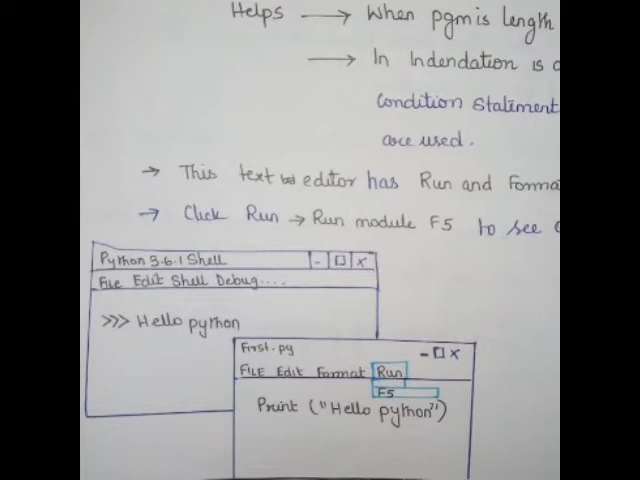 Helps → When pgm is length
→ In Indendation is
Condition Statement
are used.
→ This text editor has Run and Forma
→ Click Run → Run module F5 to see
Python 3.6.1 Shell - □ X
File Edit Shell Debug....
>>> Hello python
First.py - □ X
FILE Edit Format Run
F5
Print ("Hello python")